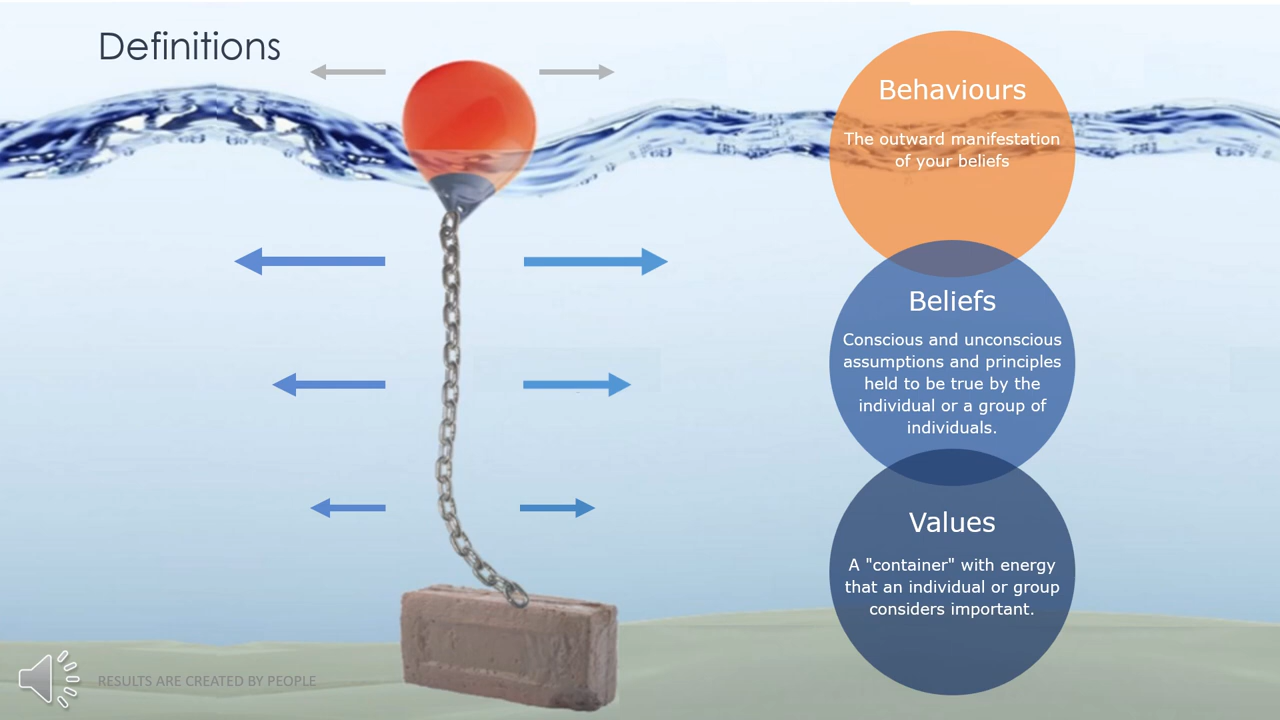 Definitions
Behaviours
The outward manifestation
of your beliefs
Beliefs
Conscious and unconscious
assumptions and principles
held to be true by the
individual or a group of
individuals.
Values
A "container" with energy
that an individual or group
considers important.
RESULTS ARE CREATED BY PEOPLE